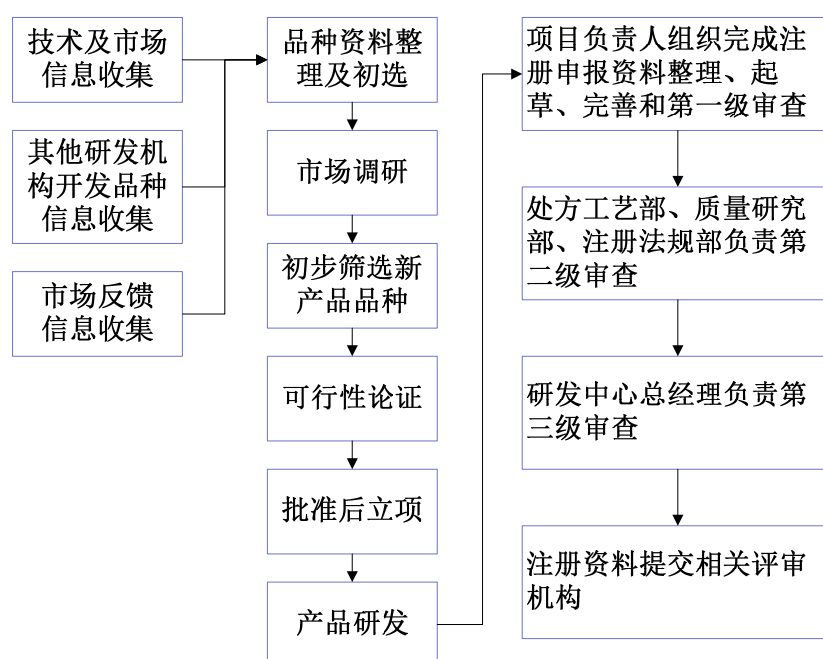 技术及市场
信息收集
其他研发机
构开发品种
信息收集
市场反馈
信息收集
品种资料整
理及初选
市场调研
初步筛选新
产品品种
可行性论证
批准后立项
产品研发
项目负责人组织完成注
册申报资料整理、起
草、完善和第一级审查
处方工艺部、质量研究
部、注册法规部负责第
二级审查
研发中心总经理负责第
三级审查
注册资料提交相关评审
机构